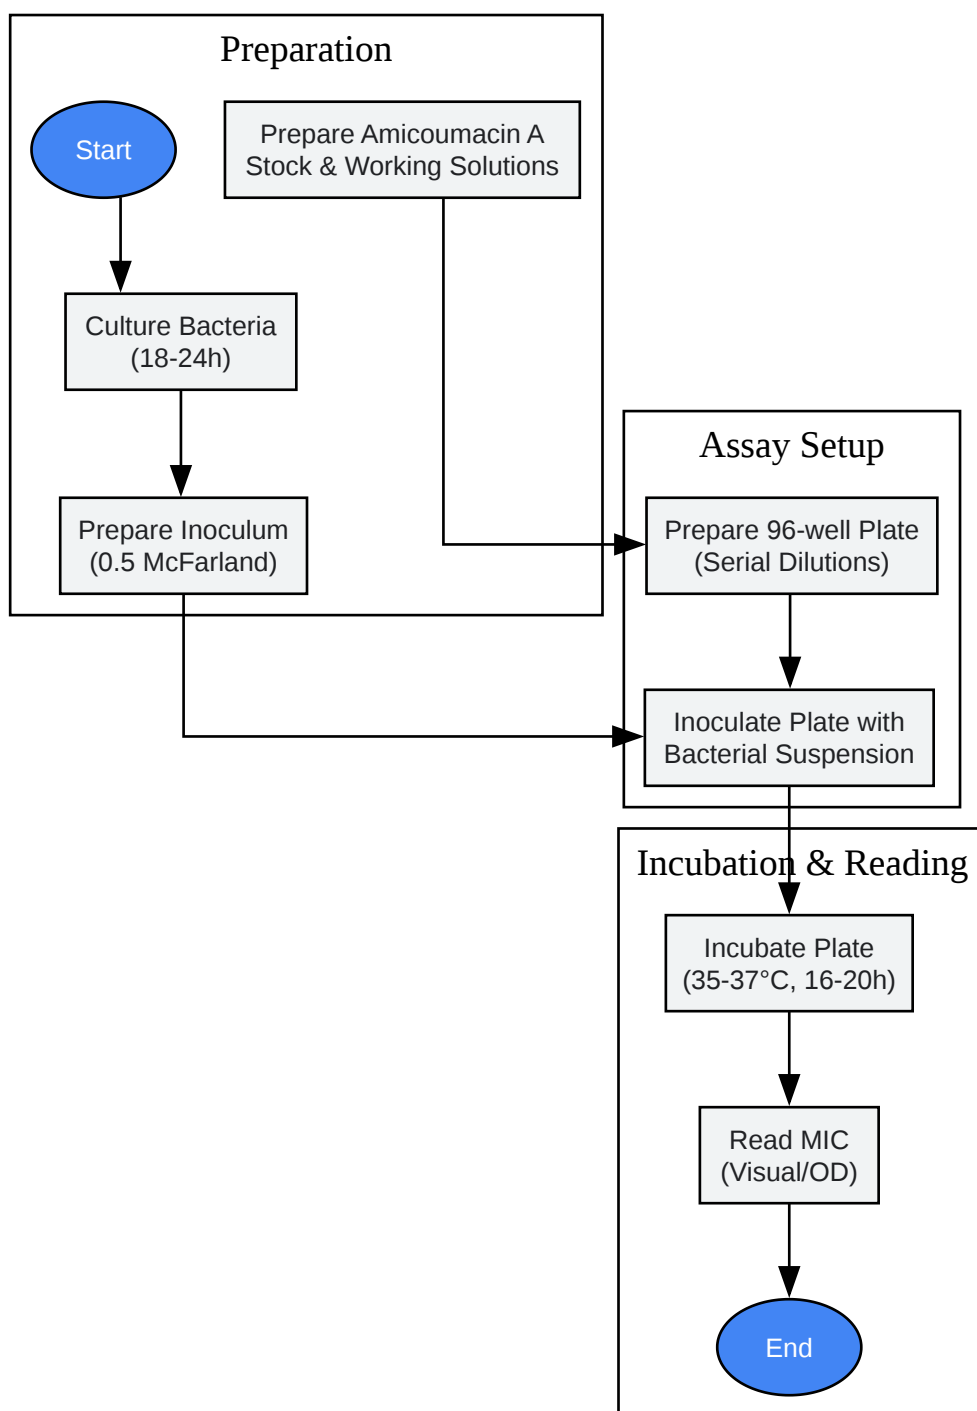 Preparation
Start
Prepare Amicoumacin A
Stock & Working Solutions
Culture Bacteria
(18-24h)
Prepare Inoculum
(0.5 McFarland)
Assay Setup
Prepare 96-well Plate
(Serial Dilutions)
Inoculate Plate with
Bacterial Suspension
Incubation & Reading
Incubate Plate
(35-37°C, 16-20h)
Read MIC
(Visual/OD)
End